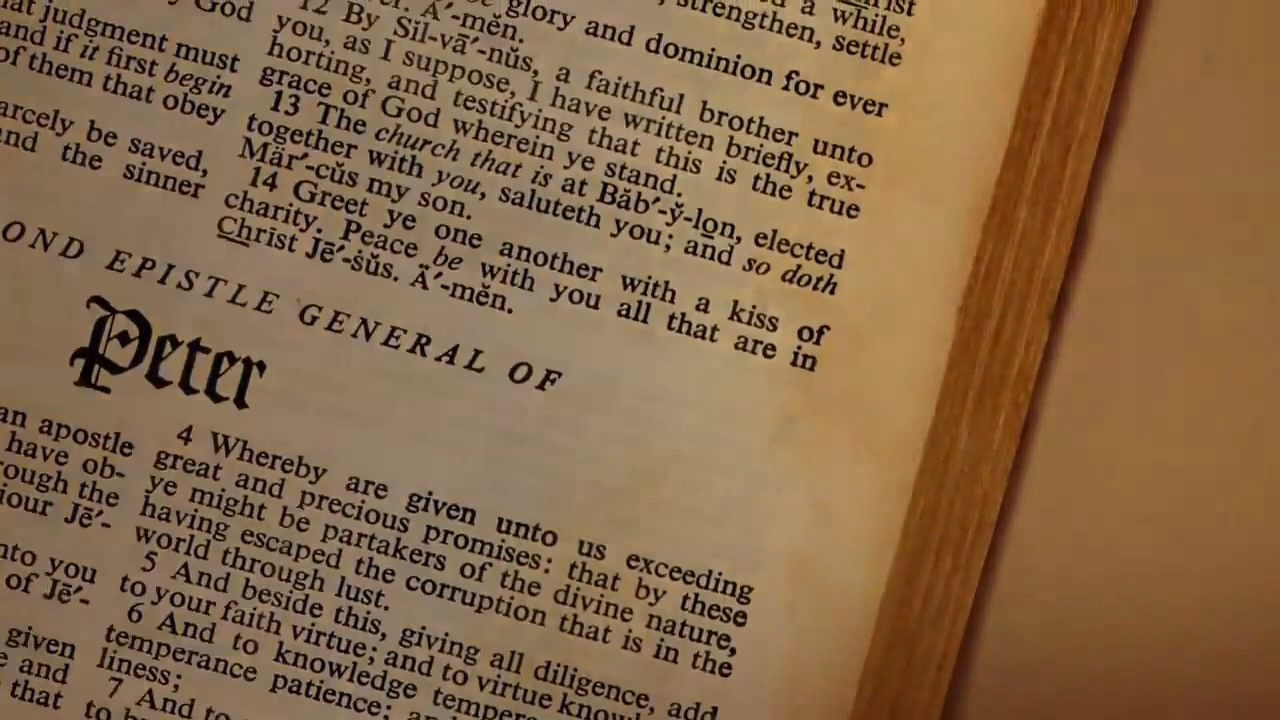 at judgment must
and if it first begin
of them that obey
arcely be saved,
nd the sinner
God
a while,
strengthen, settle
glory and dominion for ever
Ä′-mĕn.
12 By Sĭl-vā′-nŭs, a faithful brother unto
you, as I suppose, I have written briefly, ex-
horting, and testifying that this is the true
grace of God wherein ye stand.
13 The church that is at Băb′-y̆-lo̱n, elected
together with you, saluteth you; and so doth
Mär′-cŭs my son.
14 Greet ye one another with a kiss of
charity. Peace be with you all that are in
Christ Jē′-ṡŭs. Ä′-mĕn.
OND EPISTLE GENERAL OF
Peter
an apostle
have ob-
rough the
iour Jē′-
nto you
of Jē′-
given
e and
that
4 Whereby are given unto us exceeding
great and precious promises: that by these
ye might be partakers of the divine nature,
having escaped the corruption that is in the
world through lust.
5 And beside this, giving all diligence, add
to your faith virtue; and to virtue knowl
6 And to knowledge tempera
temperance patience; an
liness;
7 And to
to b